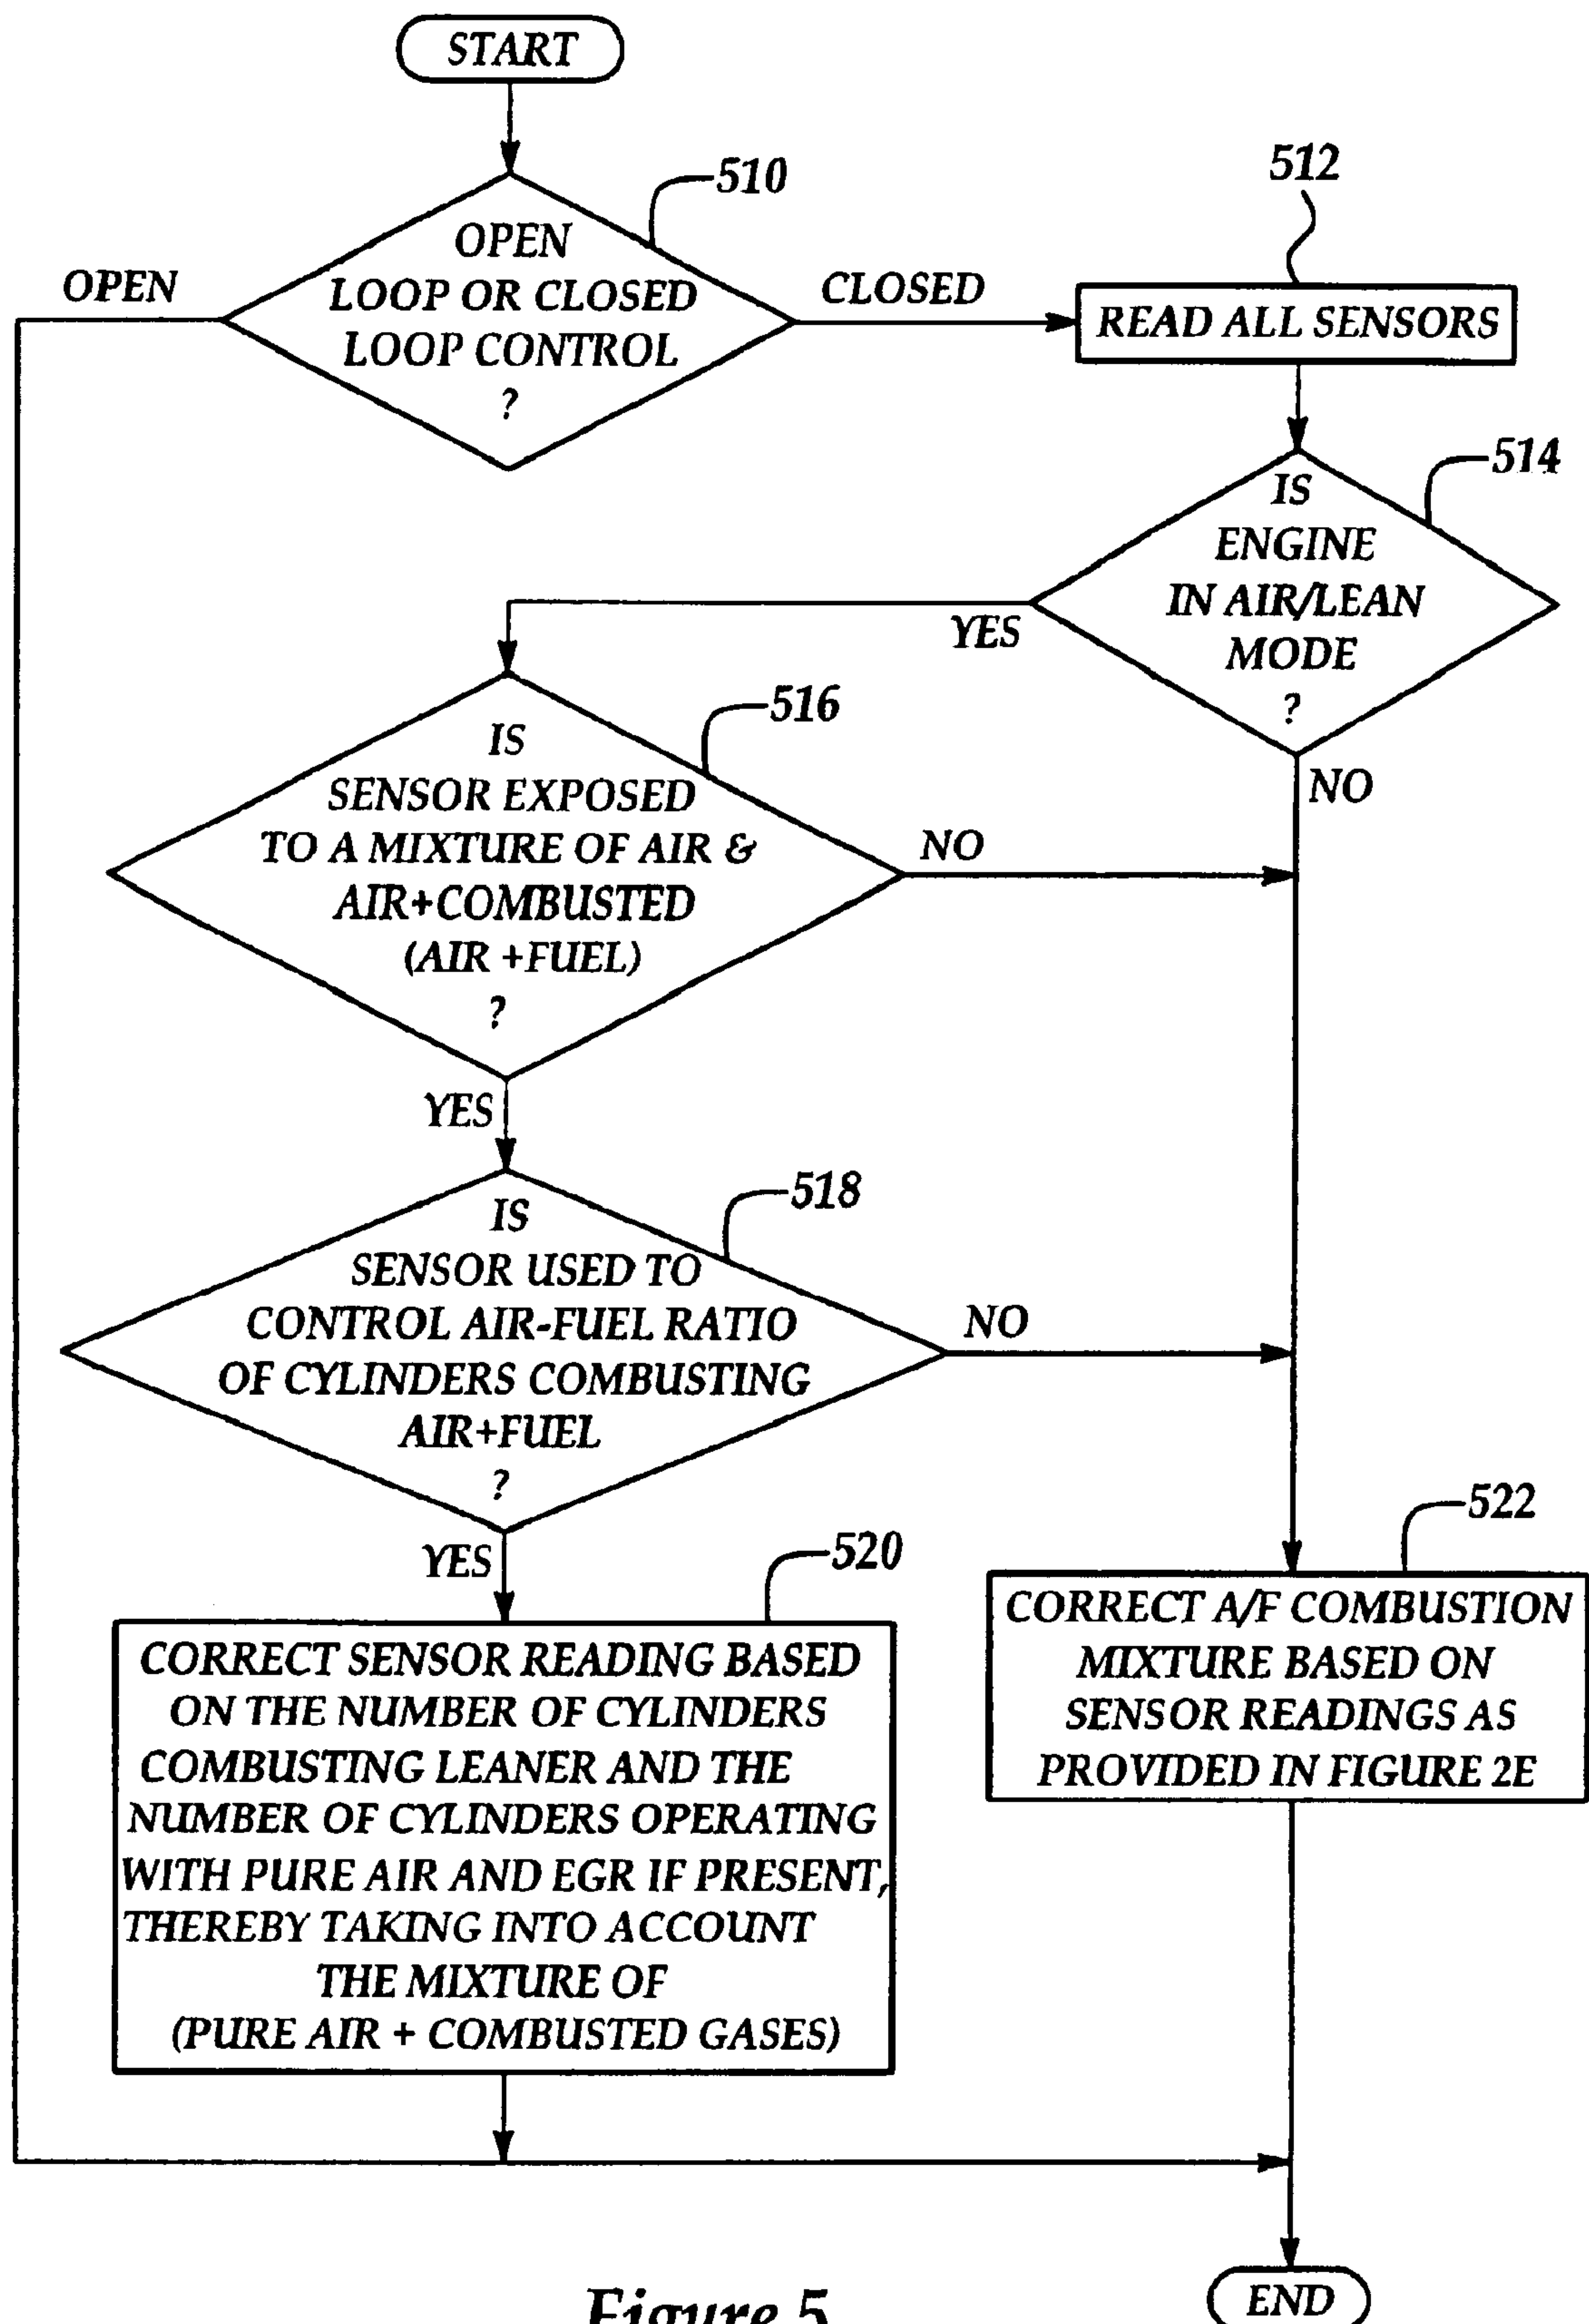 START
510
OPEN
LOOP OR CLOSED
LOOP CONTROL
?
OPEN
CLOSED
512
READ ALL SENSORS
514
IS
ENGINE
IN AIR/LEAN
MODE
?
YES
NO
516
IS
SENSOR EXPOSED
TO A MIXTURE OF AIR &
AIR+COMBUSTED
(AIR +FUEL)
?
NO
YES
518
IS
SENSOR USED TO
CONTROL AIR-FUEL RATIO
OF CYLINDERS COMBUSTING
AIR+FUEL
?
NO
YES
520
CORRECT SENSOR READING BASED
ON THE NUMBER OF CYLINDERS
COMBUSTING LEANER AND THE
NUMBER OF CYLINDERS OPERATING
WITH PURE AIR AND EGR IF PRESENT,
THEREBY TAKING INTO ACCOUNT
THE MIXTURE OF
(PURE AIR + COMBUSTED GASES)
522
CORRECT A/F COMBUSTION
MIXTURE BASED ON
SENSOR READINGS AS
PROVIDED IN FIGURE 2E
END
Figure 5